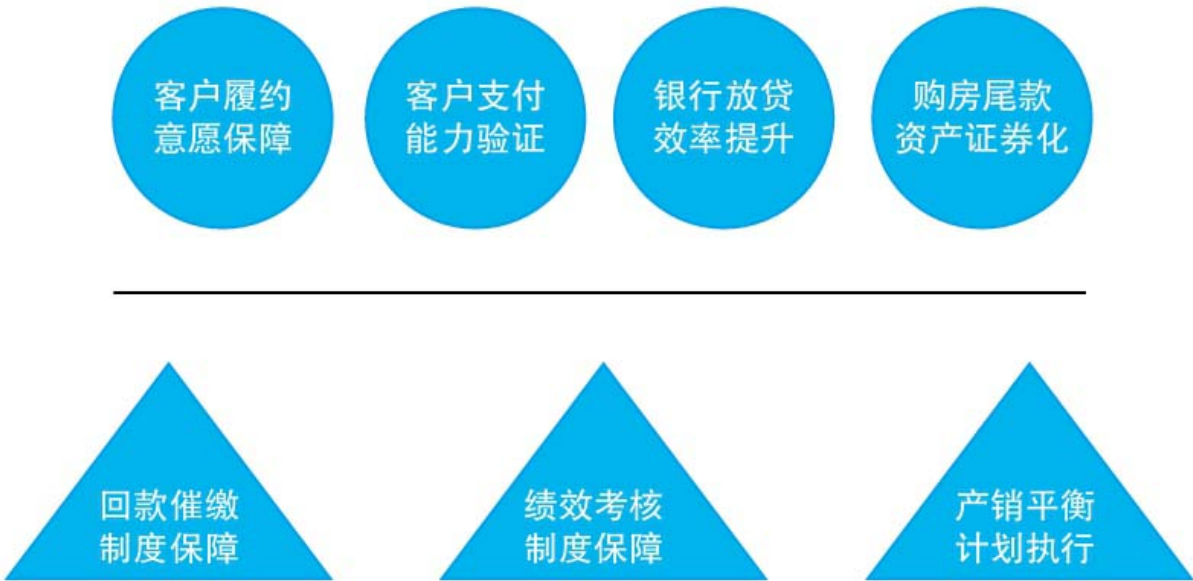 客户履约
意愿保障
客户支付
能力验证
银行放贷
效率提升
购房尾款
资产证券化
回款催缴
制度保障
绩效考核
制度保障
产销平衡
计划执行